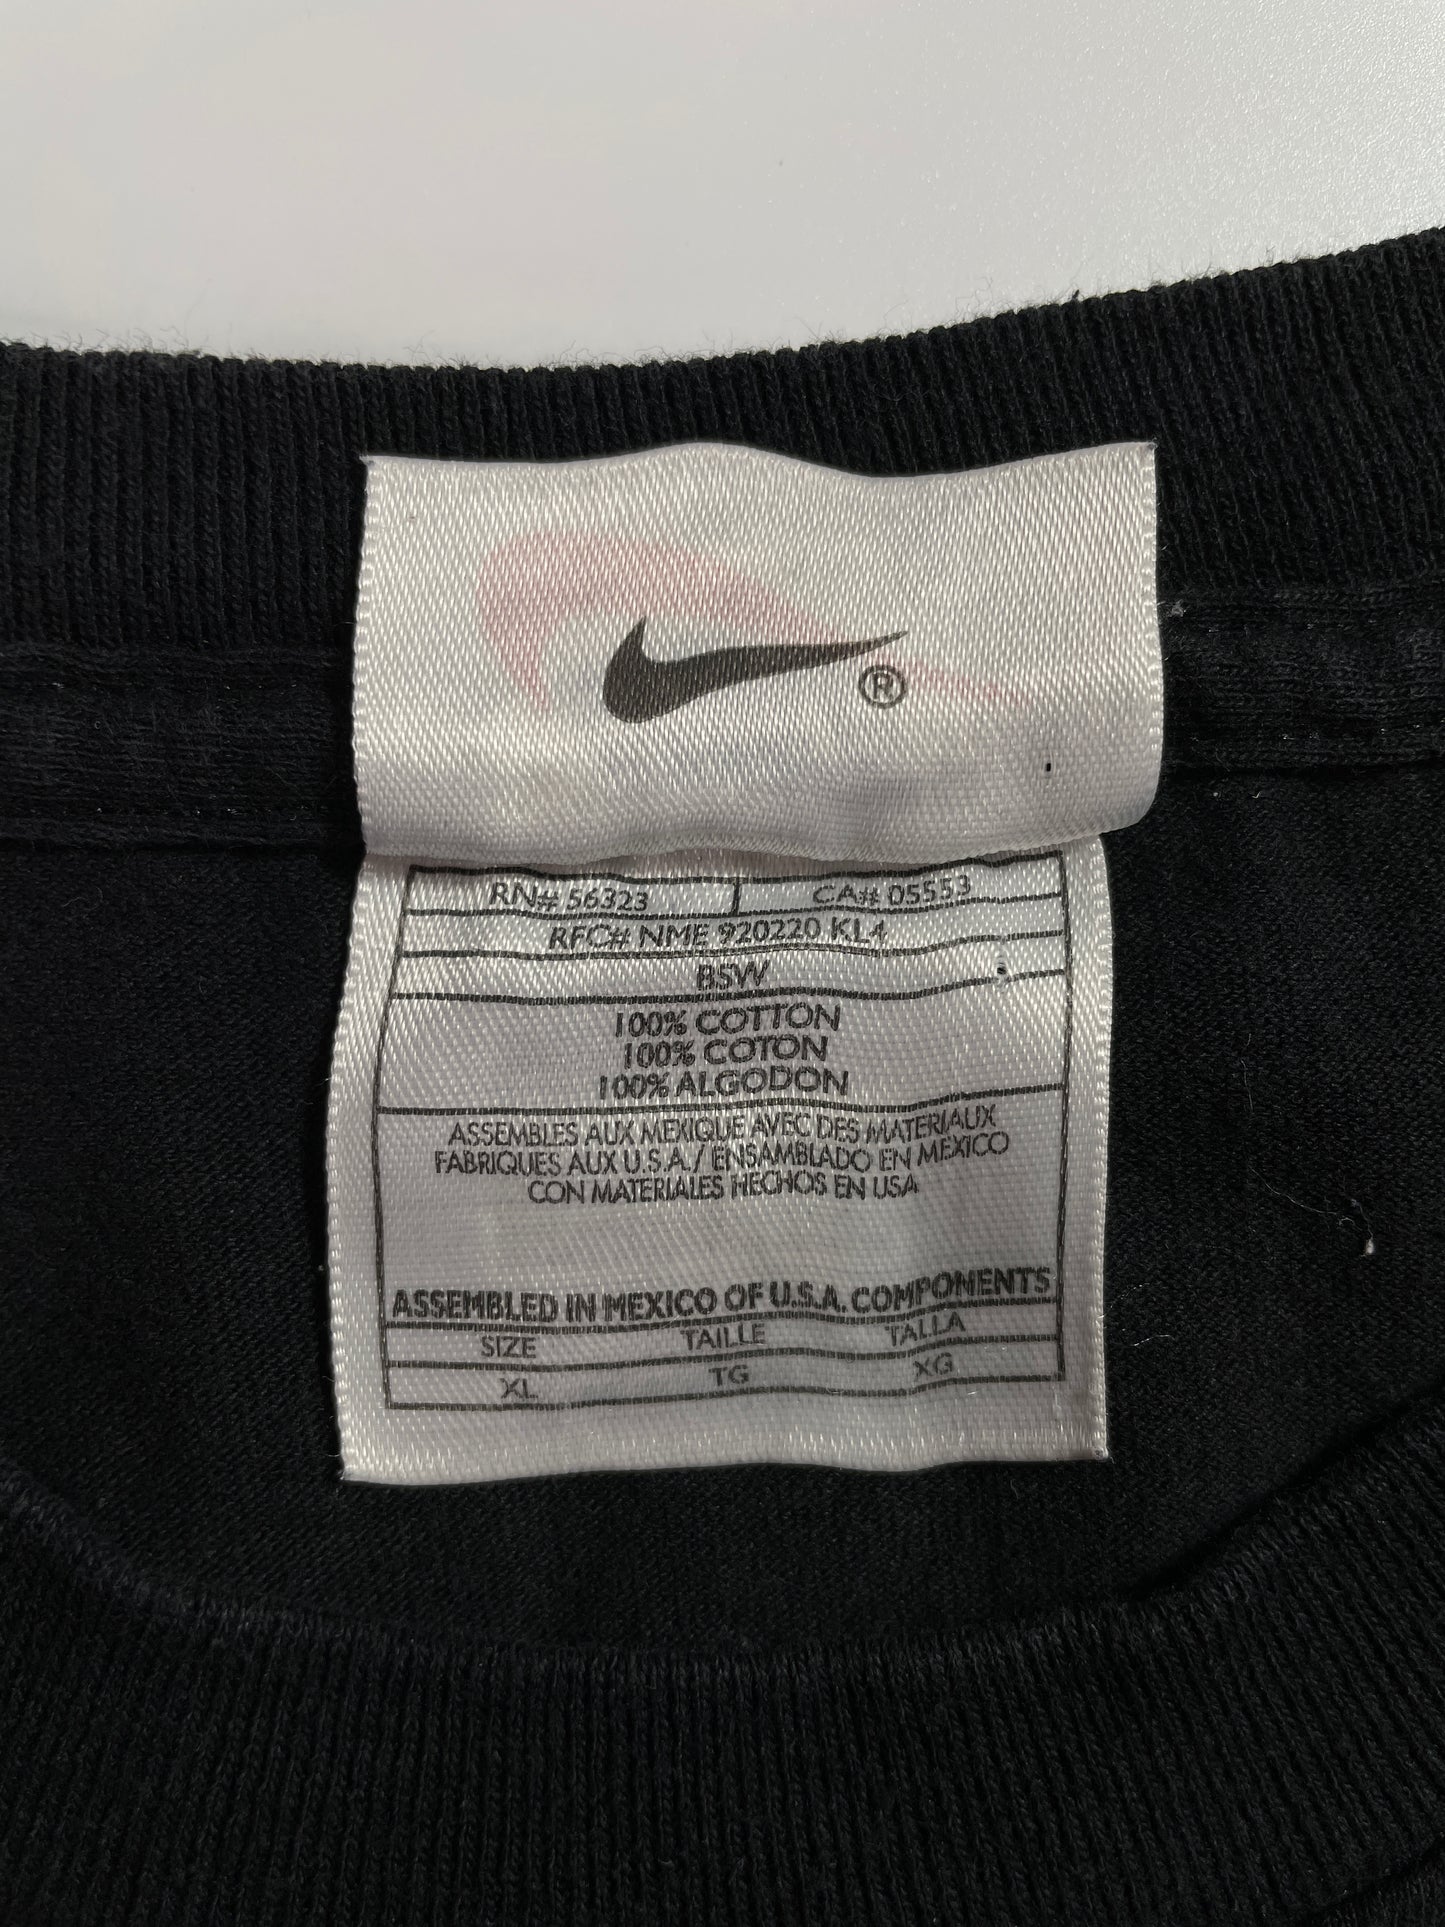 ®
RN# 56323 CA# 05553
RFC# NME 920220 KL4
BSW
100% COTTON
100% COTON
100% ALGODON
ASSEMBLES AUX MEXIQUE AVEC DES MATERIAUX
FABRIQUES AUX U.S.A./ ENSAMBLADO EN MEXICO
CON MATERIALES HECHOS EN USA
ASSEMBLED IN MEXICO OF U.S.A. COMPONENTS
SIZE TAILLE TALLA
XL TG XG